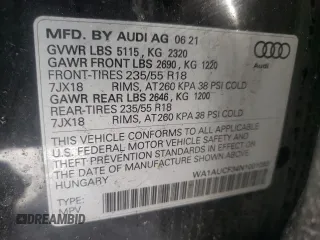 MFD. BY AUDI AG 06 21
GVWR LBS 5115, KG 2320
GAWR FRONT LBS 2690, KG 1220
FRONT-TIRES 235/55 R18
7JX18 RIMS, AT 260 KPA 38 PSI COLD
GAWR REAR LBS 2646, KG 1200
REAR-TIRES 235/55 R18
7JX18 RIMS, AT 260 KPA 38 PSI COLD
THIS VEHICLE CONFORMS TO ALL APPLICABLE
U.S. FEDERAL MOTOR VEHICLE SAFETY AND
THEFT PREVENTION STANDARDS IN EFFECT ON THE
DATE OF MANUFACTURE SHOWN ABOVE.
HUNGARY
TYPE:
MPV
Audi
DREAMBID